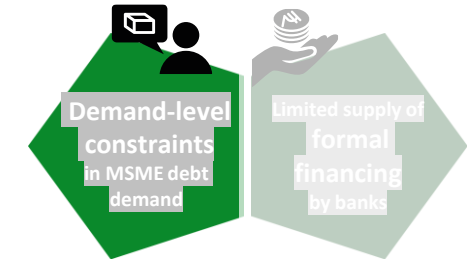 Demand-level
constraints
in MSME debt
demand
Limited supply of
formal
financing
by banks